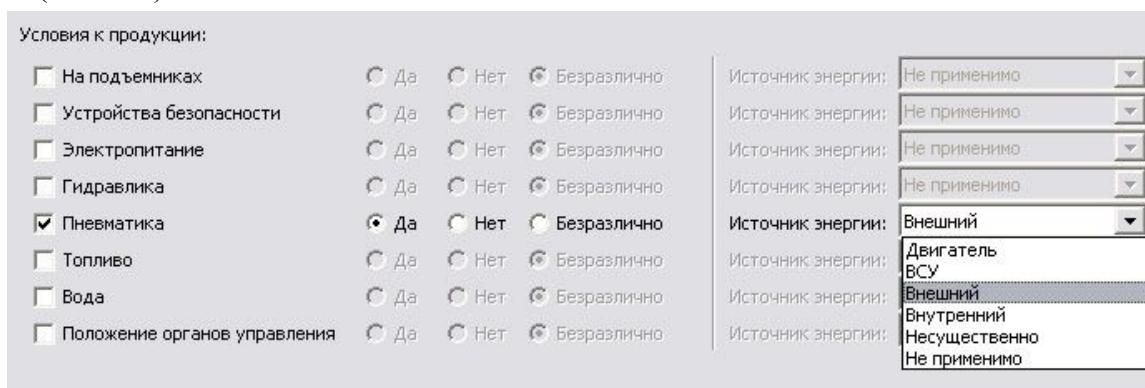 Условия к продукции:
На подъемниках Да Нет Безразлично Источник энергии: Не применимо
Устройства безопасности Да Нет Безразлично Источник энергии: Не применимо
Электропитание Да Нет Безразлично Источник энергии: Не применимо
Гидравлика Да Нет Безразлично Источник энергии: Не применимо
Пневматика Да Нет Безразлично Источник энергии: Внешний
Топливо Да Нет Безразлично Источник энергии:
Вода Да Нет Безразлично Источник энергии:
Положение органов управления Да Нет Безразлично Источник энергии:
Двигатель
ВСУ
Внешний
Внутренний
Несущественно
Не применимо